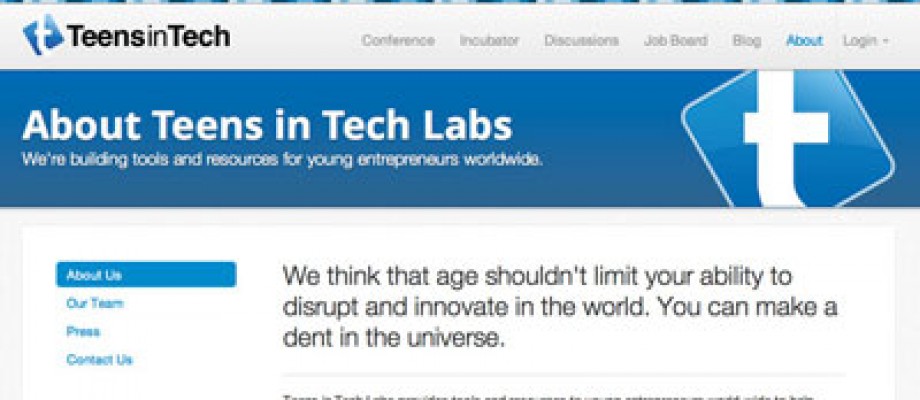 TeensinTech
Conference Incubator Discussions Job Board Blog About Login
About Teens in Tech Labs
We're building tools and resources for young entrepreneurs worldwide.
About Us
Our Team
Press
Contact Us
We think that age shouldn't limit your ability to
disrupt and innovate in the world. You can make a
dent in the universe.